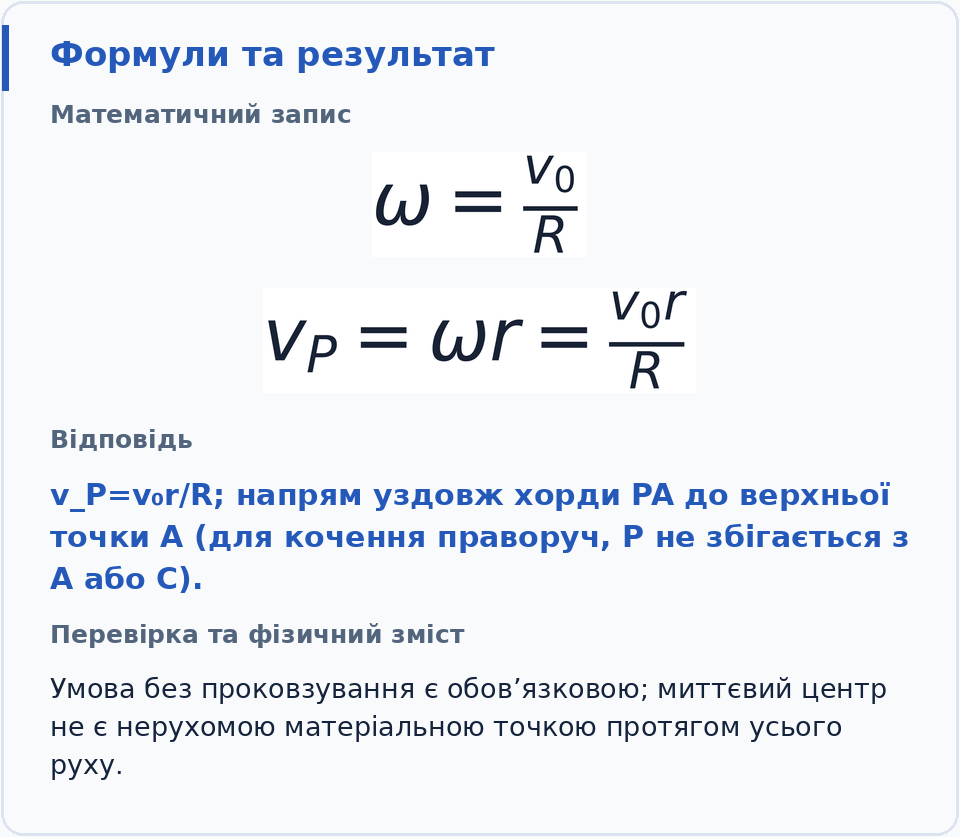 Формули та результат
Математичний запис
ω = v₀/R
v_P = ωr = v₀r/R
Відповідь
v_P=v₀r/R; напрям уздовж хорди PA до верхньої
точки A (для кочення праворуч, P не збігається з
A або C).
Перевірка та фізичний зміст
Умова без проковзування є обов’язковою; миттєвий центр
не є нерухомою матеріальною точкою протягом усього
руху.